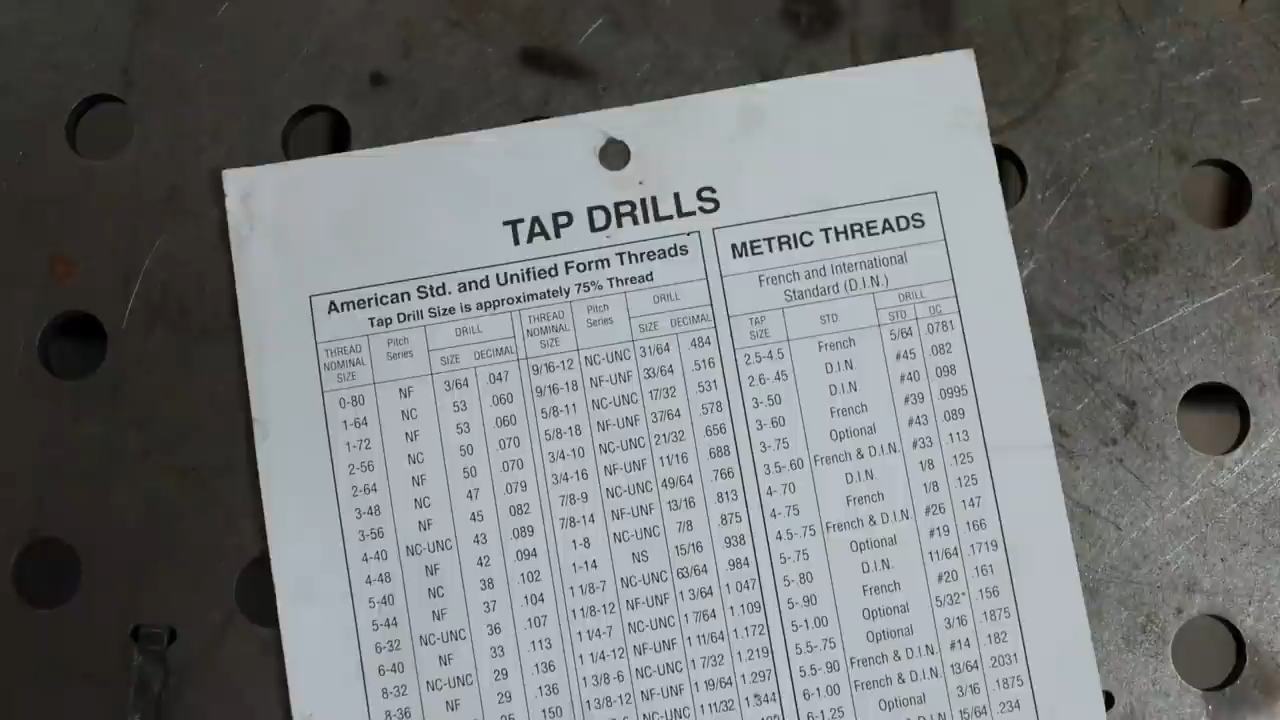 TAP DRILLS
American Std. and Unified Form Threads
Tap Drill Size is approximately 75% Thread
THREAD NOMINAL SIZE
Pitch Series
DRILL
SIZE DECIMAL
0-80 NF 3/64 .047
1-64 NC 53 .060
1-72 NF 53 .060
2-56 NC 50 .070
2-64 NF 50 .070
3-48 NC 47 .079
3-56 NF 45 082
4-40 NC-UNC 43 .089
4-48 NF 42 .094
5-40 NC 38 .102
5-44 NF 37 .104
6-32 NC-UNC 36 .107
6-40 NF 33 .113
8-32 NC-UNC 29 .136
8-36 NF 29 .136
150
THREAD NOMINAL SIZE
Pitch Series
DRILL
SIZE DECIMAL
9/16-12 NC-UNC 31/64 .484
9/16-18 NF-UNF 33/64 .516
5/8-11 NC-UNC 17/32 .531
5/8-18 NF-UNF 37/64 .578
3/4-10 NC-UNC 21/32 .656
3/4-16 NF-UNF 11/16 .688
7/8-9 NC-UNC 49/64 .766
7/8-14 NF-UNF 13/16 .813
1-8 NC-UNC 7/8 .875
1-14 NS 15/16 .938
1 1/8-7 NC-UNC 63/64 .984
1 1/8-12 NF-UNF 1 3/64 1 047
1 1/4-7 NC-UNC 1 7/64 1.109
1 1/4-12 NF-UNF 1 11/64 1.172
1 3/8-6 NC-UNC 1 7/32 1.219
1 3/8-12 NF-UNF 1 19/64 1.297
NC-UNC 1 11/32 1.344
METRIC THREADS
French and International
Standard (D.I.N.)
TAP SIZE
STD
DRILL
STD DC
2.5-4.5 French 5/64 .0781
2.6-.45 D.I.N. #45 .082
3-.50 D.I.N. #40 098
3-.60 French #39 .0995
3-.75 Optional #43 .089
3.5-.60 French & D.I.N. #33 .113
4-.70 D.I.N. 1/8 .125
4-.75 French 1/8 .125
4.5-.75 French & D.I.N. #26 147
5-.75 Optional #19 166
5-.80 D.I.N. 11/64 .1719
5-.90 French #20 .161
5-1.00 Optional 5/32" .156
5.5-.75 Optional 3/16 .1875
5.5-.90 French & D.I.N. #14 .182
6-1.00 French & D.I.N. 13/64 .2031
6-1.25 Optional 3/16 .1875
D.I.N. 15/64 .234